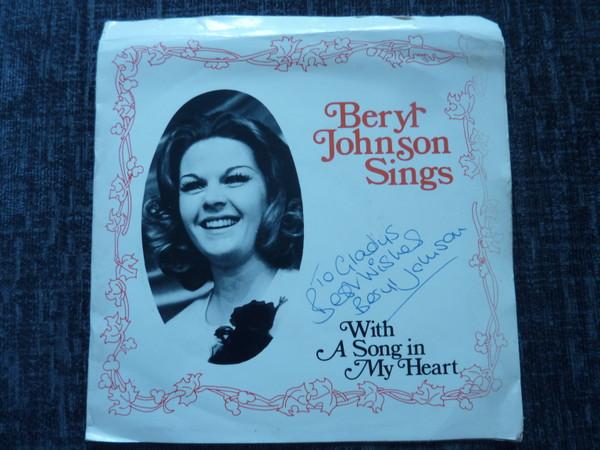 Beryl
Johnson
Sings
To Gladys
Best Wishes
Beryl Johnson
With
A Song in
My Heart